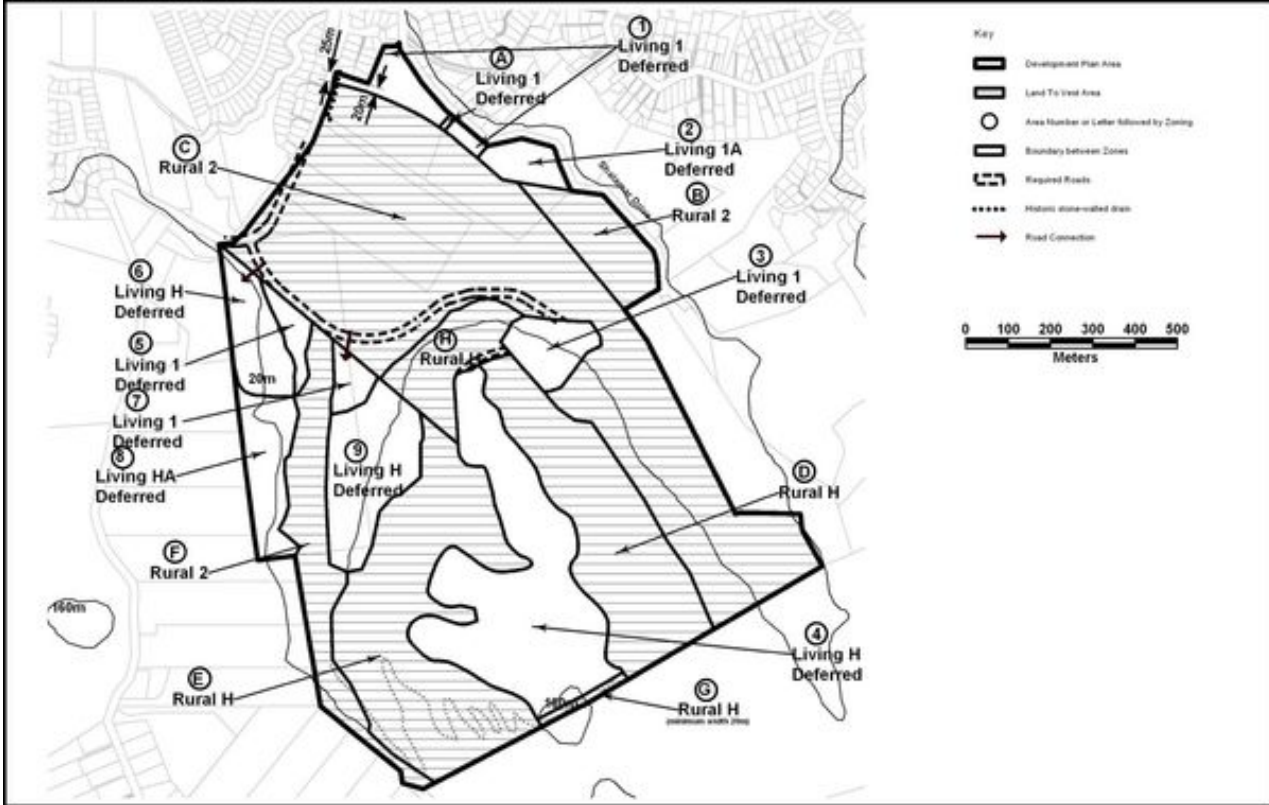 25m
20m
1
Living 1
Deferred
A
Living 1
Deferred
2
Living 1A
Deferred
C
Rural 2
B
Rural 2
3
Living 1
Deferred
6
Living H
Deferred
5
Living 1
Deferred
20m
7
Living 1
Deferred
8
Living HA
Deferred
H
Rural H
9
Living H
Deferred
D
Rural H
F
Rural 2
160m
4
Living H
Deferred
E
Rural H
160m
G
Rural H
(minimum width 20m)
Key
Development Plan Area
Land To Vest Area
Area Number or Letter followed by Zoning
Boundary between Zones
Required Roads
Historic stone-walled drain
Road Connection
0 100 200 300 400 500
Meters